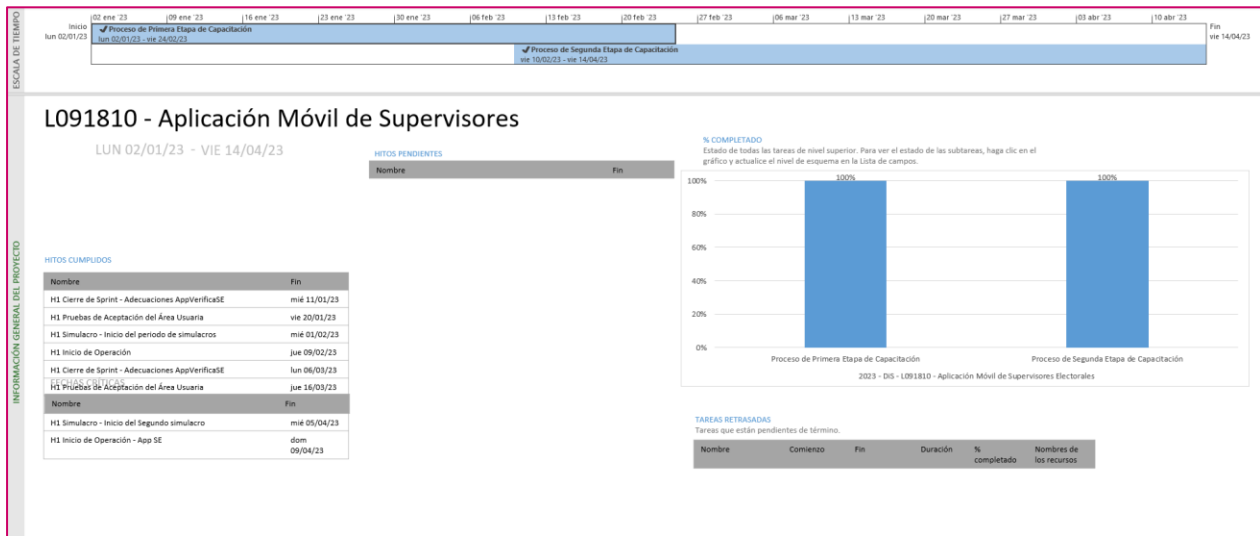 ESCALA DE TIEMPO
02 ene '23 09 ene '23 16 ene '23 23 ene '23 30 ene '23 06 feb '23 13 feb '23 20 feb '23 27 feb '23 06 mar '23 13 mar '23 20 mar '23 27 mar '23 03 abr '23 10 abr '23
Inicio
lun 02/01/23
Proceso de Primera Etapa de Capacitación
lun 02/01/23 - vie 24/02/23
Proceso de Segunda Etapa de Capacitación
vie 10/02/23 - vie 14/04/23
Fin
vie 14/04/23
INFORMACIÓN GENERAL DEL PROYECTO
L091810 - Aplicación Móvil de Supervisores
LUN 02/01/23 - VIE 14/04/23
HITOS PENDIENTES
Nombre Fin
HITOS CUMPLIDOS
Nombre Fin
H1 Cierre de Sprint - Adecuaciones AppVerificaSE mié 11/01/23
H1 Pruebas de Aceptación del Área Usuaria vie 20/01/23
H1 Simulacro - Inicio del periodo de simulacros mié 01/02/23
H1 Inicio de Operación jue 09/02/23
H1 Cierre de Sprint - Adecuaciones AppVerificaSE lun 06/03/23
FECHAS CRÍTICAS
H1 Pruebas de Aceptación del Área Usuaria jue 16/03/23
Nombre Fin
H1 Simulacro - Inicio del Segundo simulacro mié 05/04/23
H1 Inicio de Operación - App SE dom
09/04/23
% COMPLETADO
Estado de todas las tareas de nivel superior. Para ver el estado de las subtareas, haga clic en el
gráfico y actualice el nivel de esquema en la Lista de campos.
100% 100%
100%
80%
60%
40%
20%
0%
Proceso de Primera Etapa de Capacitación Proceso de Segunda Etapa de Capacitación
2023 - DIS - L091810 - Aplicación Móvil de Supervisores Electorales
TAREAS RETRASADAS
Tareas que están pendientes de término.
Nombre Comienzo Fin Duración % Nombres de
completado los recursos